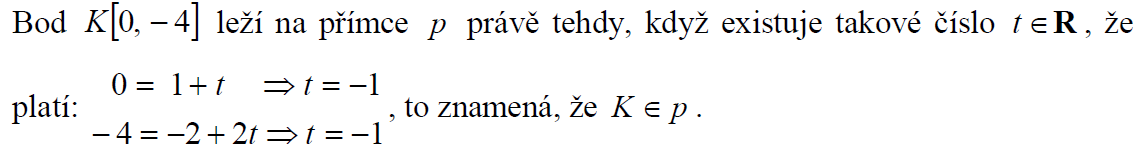 Bod K[0, − 4] leží na přímce p právě tehdy, když existuje takové číslo t ∈ R , že
0 = 1 + t ⇒ t = −1
platí: , to znamená, že K ∈ p .
− 4 = −2 + 2t ⇒ t = −1